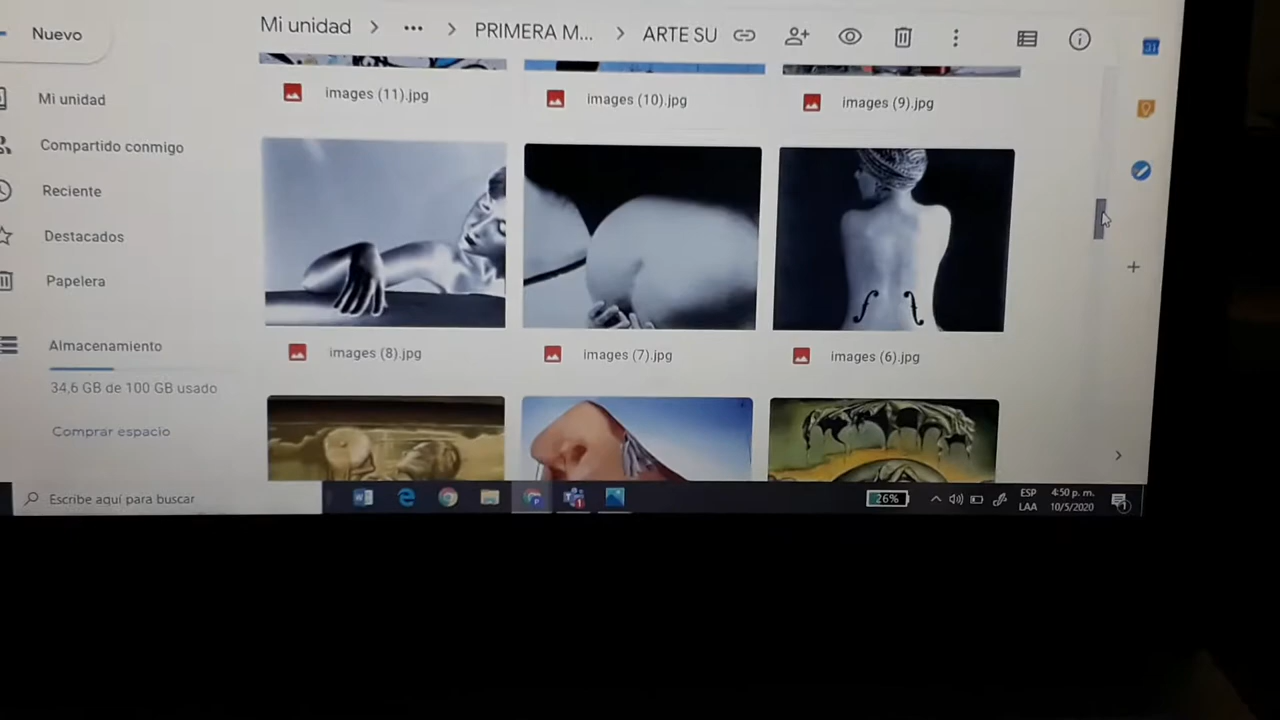 Mi unidad > ... > PRIMERA M... > ARTE SU
Nuevo
Mi unidad
Compartido conmigo
Reciente
Destacados
Papelera
Almacenamiento
34,6 GB de 100 GB usado
Comprar espacio
images (11).jpg
images (10).jpg
images (9).jpg
images (8).jpg
images (7).jpg
images (6).jpg
31
Escribe aquí para buscar
26%
ESP
LAA
4:50 p. m.
10/5/2020
1